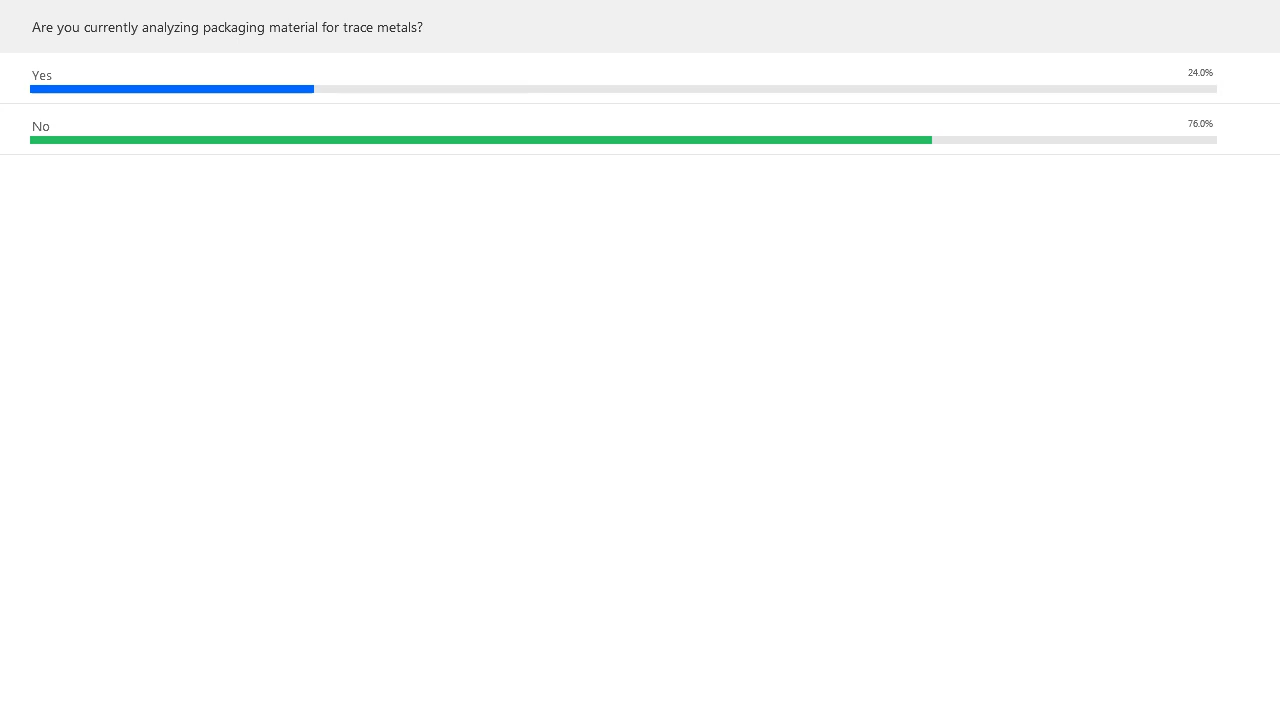 Are you currently analyzing packaging material for trace metals?
Yes
24.0%
No
76.0%